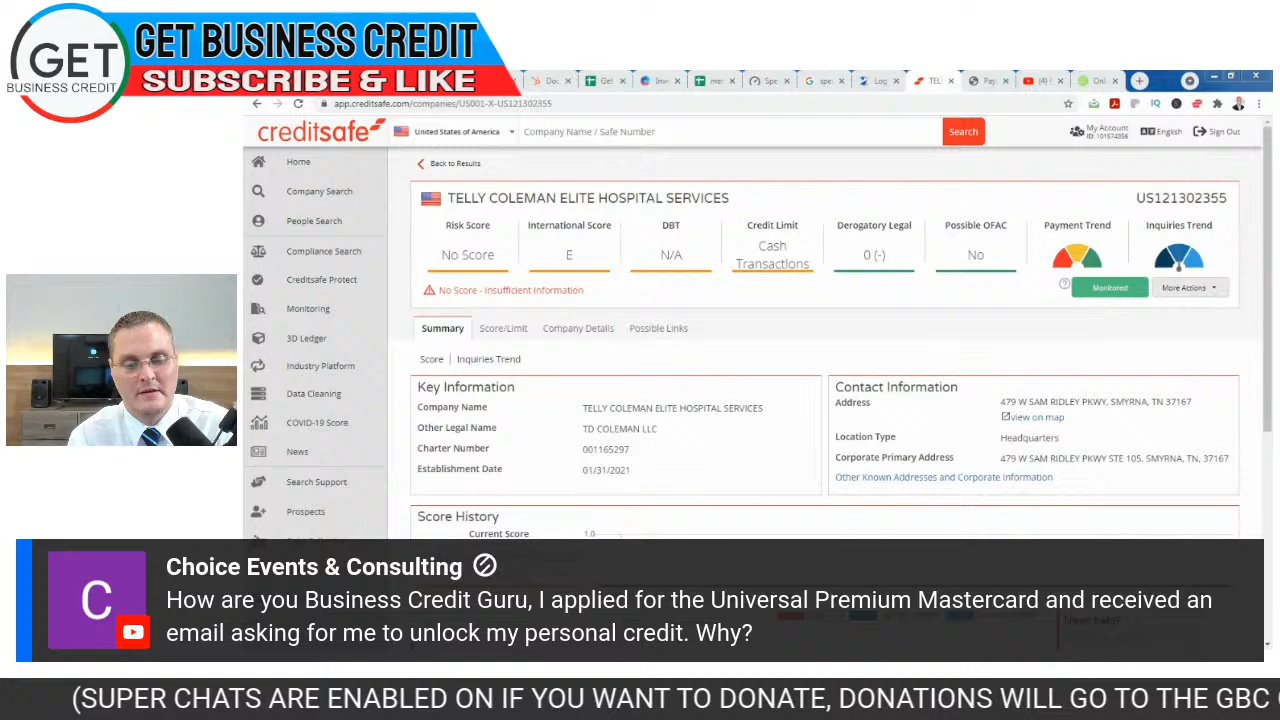 GET
BUSINESS CREDIT
GET BUSINESS CREDIT
SUBSCRIBE & LIKE
app.creditsafe.com/companies/US001-X-US121302355
creditsafe
United States of America
Company Name / Safe Number
Search
My Account
ID: 101574356
English
Sign Out
Home
Company Search
People Search
Compliance Search
Creditsafe Protect
Monitoring
3D Ledger
Industry Platform
Data Cleaning
COVID-19 Score
News
Search Support
Prospects
Back to Results
TELLY COLEMAN ELITE HOSPITAL SERVICES
US121302355
Risk Score
International Score
DBT
Credit Limit
Derogatory Legal
Possible OFAC
Payment Trend
Inquiries Trend
No Score
E
N/A
Cash
Transactions
0 (-)
No
No Score - Insufficient Information
Monitored
More Actions
Summary
Score/Limit
Company Details
Possible Links
Score | Inquiries Trend
Key Information
Company Name TELLY COLEMAN ELITE HOSPITAL SERVICES
Other Legal Name TD COLEMAN LLC
Charter Number 001165297
Establishment Date 01/31/2021
Contact Information
Address 479 W SAM RIDLEY PKWY, SMYRNA, TN 37167
view on map
Location Type Headquarters
Corporate Primary Address 479 W SAM RIDLEY PKWY STE 105, SMYRNA, TN, 37167
Other Known Addresses and Corporate Information
Score History
Current Score 1.0
C
Choice Events & Consulting
How are you Business Credit Guru, I applied for the Universal Premium Mastercard and received an
email asking for me to unlock my personal credit. Why?
(SUPER CHATS ARE ENABLED ON IF YOU WANT TO DONATE, DONATIONS WILL GO TO THE GBC